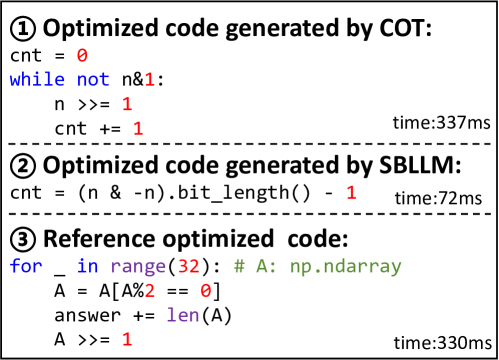 ① Optimized code generated by COT:
cnt = 0
while not n&1:
    n >>= 1
    cnt += 1
time:337ms
② Optimized code generated by SBLLM:
cnt = (n & -n).bit_length() - 1
time:72ms
③ Reference optimized code:
for _ in range(32): # A: np.ndarray
    A = A[A%2 == 0]
    answer += len(A)
    A >>= 1
time:330ms